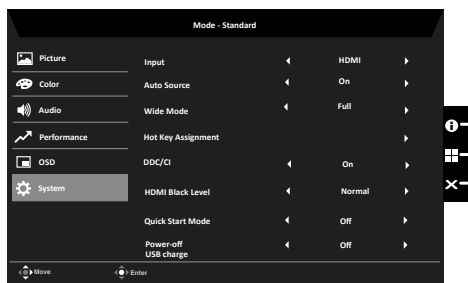 Mode - Standard
Picture
Color
Audio
Performance
OSD
System
Input HDMI
Auto Source On
Wide Mode Full
Hot Key Assignment
DDC/CI On
HDMI Black Level Normal
Quick Start Mode Off
Power-off Off
USB charge
Move Enter